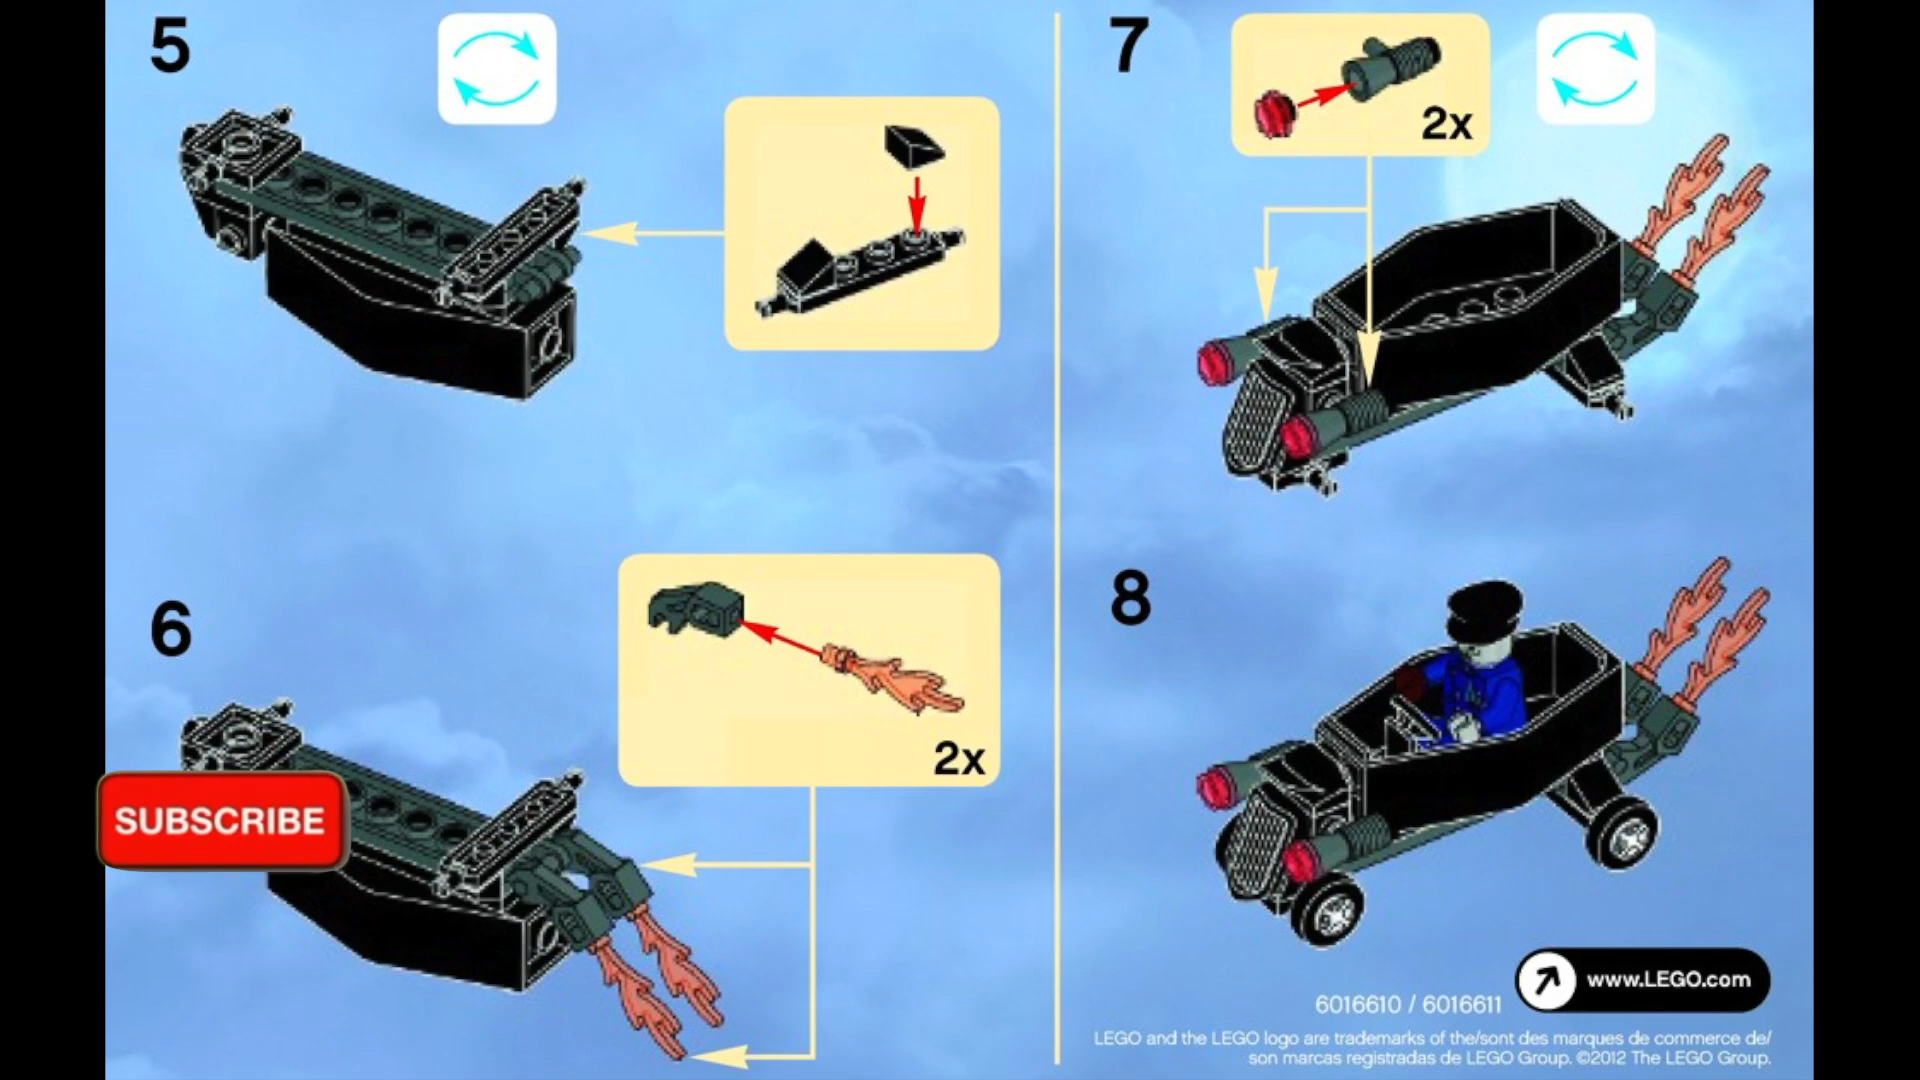 5
7
2x
6
2x
8
SUBSCRIBE
www.LEGO.com
6016610 / 6016611
LEGO and the LEGO logo are trademarks of the/sont des marques de commerce de/
son marcas registradas de LEGO Group. ©2012 The LEGO Group.